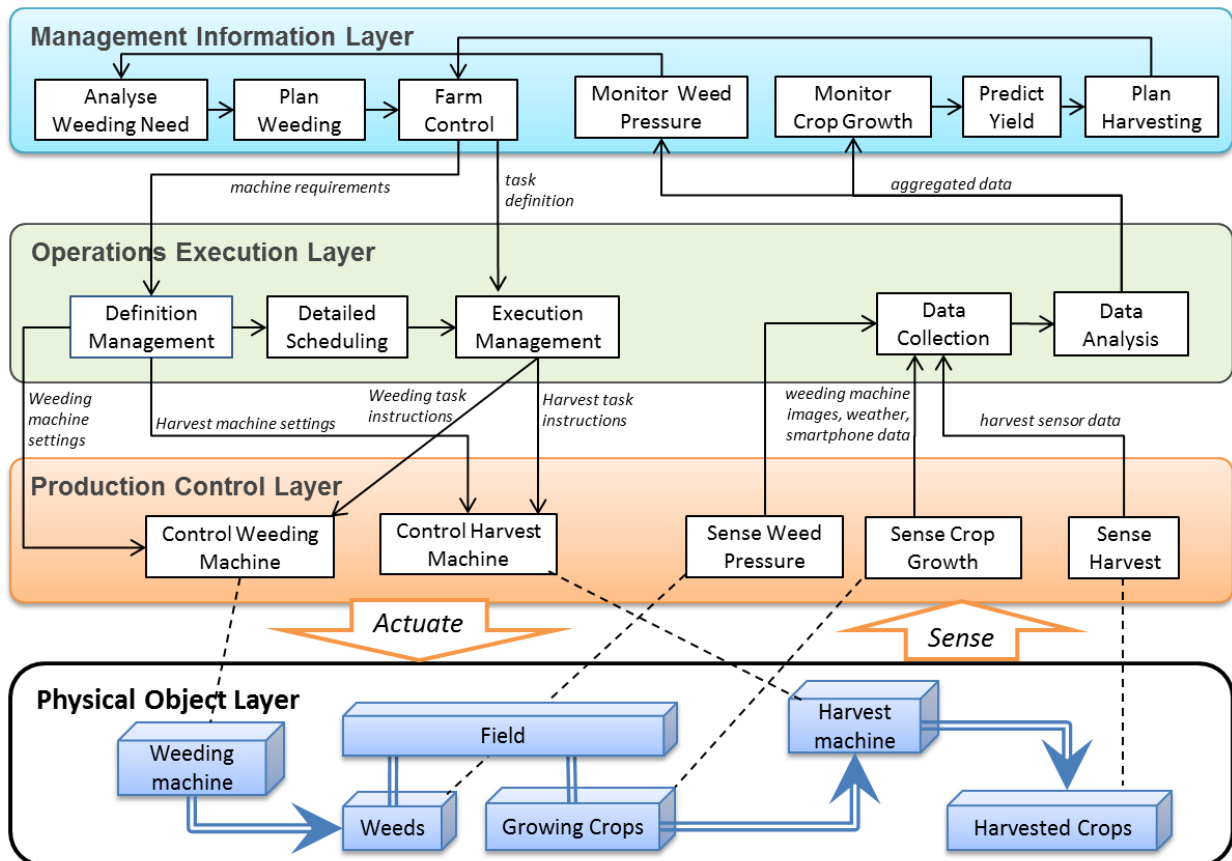 Management Information Layer
Analyse
Weeding Need
Plan
Weeding
Farm
Control
Monitor Weed
Pressure
Monitor
Crop Growth
Predict
Yield
Plan
Harvesting
machine requirements
task
definition
aggregated data
Operations Execution Layer
Definition
Management
Detailed
Scheduling
Execution
Management
Data
Collection
Data
Analysis
Weeding
machine
settings
Harvest machine settings
Weeding task
instructions
Harvest task
instructions
weeding machine
images, weather,
smartphone data
harvest sensor data
Production Control Layer
Control Weeding
Machine
Control Harvest
Machine
Sense Weed
Pressure
Sense Crop
Growth
Sense
Harvest
Actuate
Sense
Physical Object Layer
Weeding
machine
Field
Harvest
machine
Weeds
Growing Crops
Harvested Crops